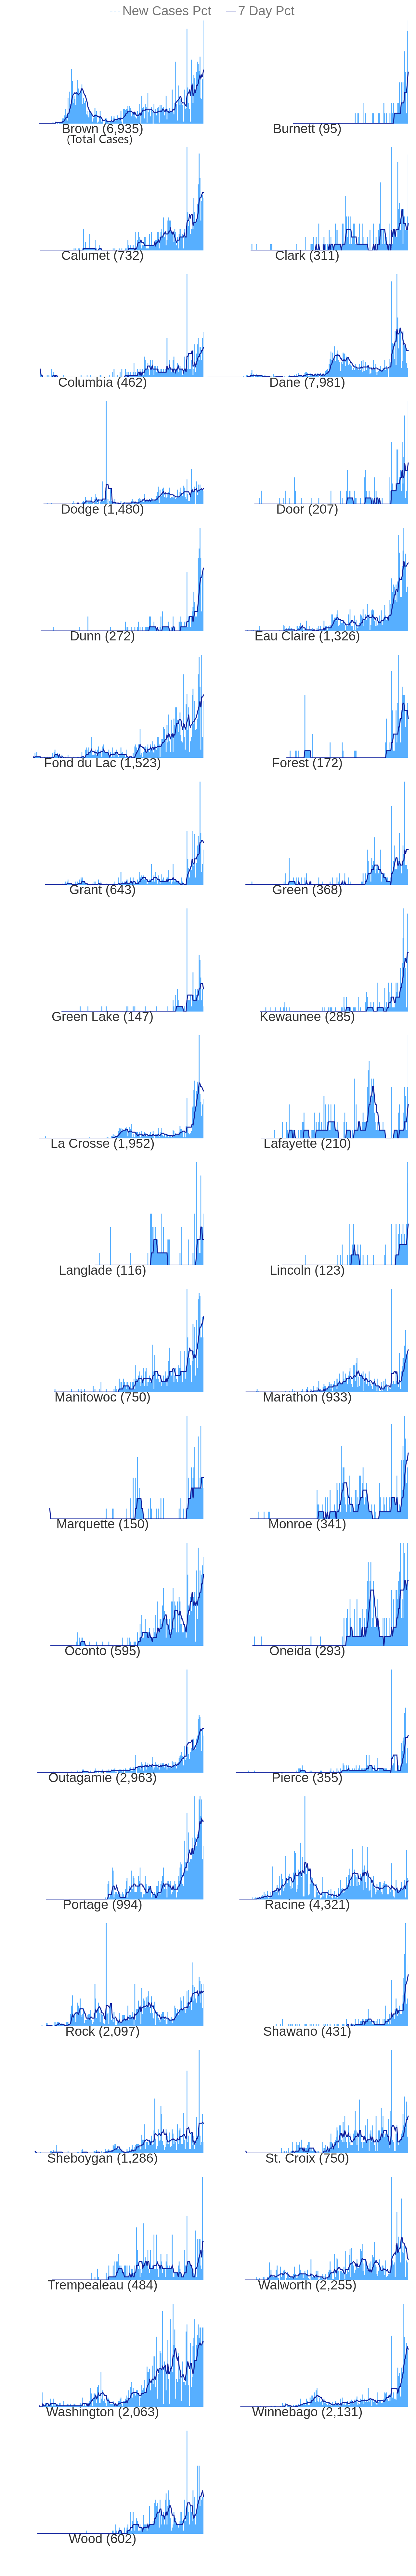 New Cases Pct 7 Day Pct
Brown (6,935) Burnett (95)
(Total Cases)
Calumet (732) Clark (311)
Columbia (462) Dane (7,981)
Dodge (1,480) Door (207)
Dunn (272) Eau Claire (1,326)
Fond du Lac (1,523) Forest (172)
Grant (643) Green (368)
Green Lake (147) Kewaunee (285)
La Crosse (1,952) Lafayette (210)
Langlade (116) Lincoln (123)
Manitowoc (750) Marathon (933)
Marquette (150) Monroe (341)
Oconto (595) Oneida (293)
Outagamie (2,963) Pierce (355)
Portage (994) Racine (4,321)
Rock (2,097) Shawano (431)
Sheboygan (1,286) St. Croix (750)
Trempealeau (484) Walworth (2,255)
Washington (2,063) Winnebago (2,131)
Wood (602)